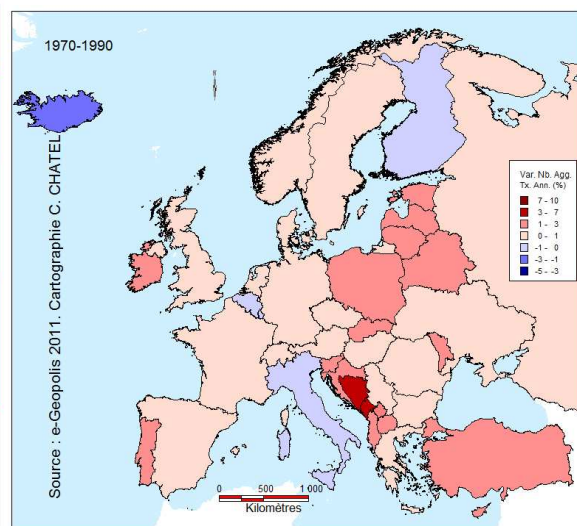 1970-1990
Source : e-Geopolis 2011. Cartographie C. CHATEL
Var. Nb. Agg.
Tx. Ann. (%)
7 - 10
3 - 7
1 - 3
0 - 1
-1 - 0
-3 - -1
-5 - -3
0 500 1 000
Kilomètres